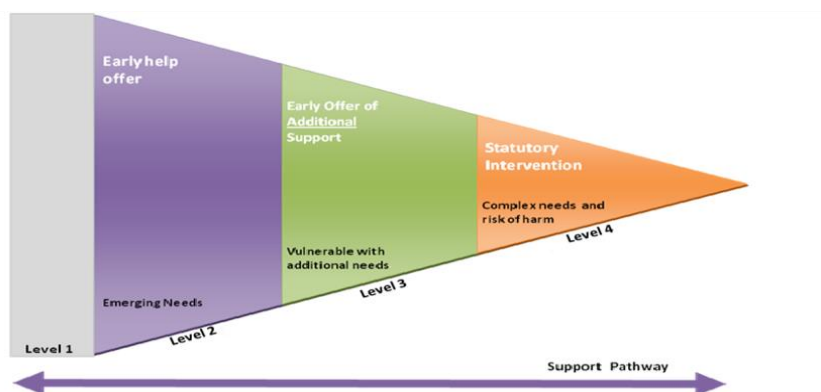 Early help
offer
Early Offer of
Additional
Support
Statutory
Intervention
Complex needs and
risk of harm
Level 4
Vulnerable with
additional needs
Level 3
Emerging Needs
Level 2
Level 1
Support Pathway